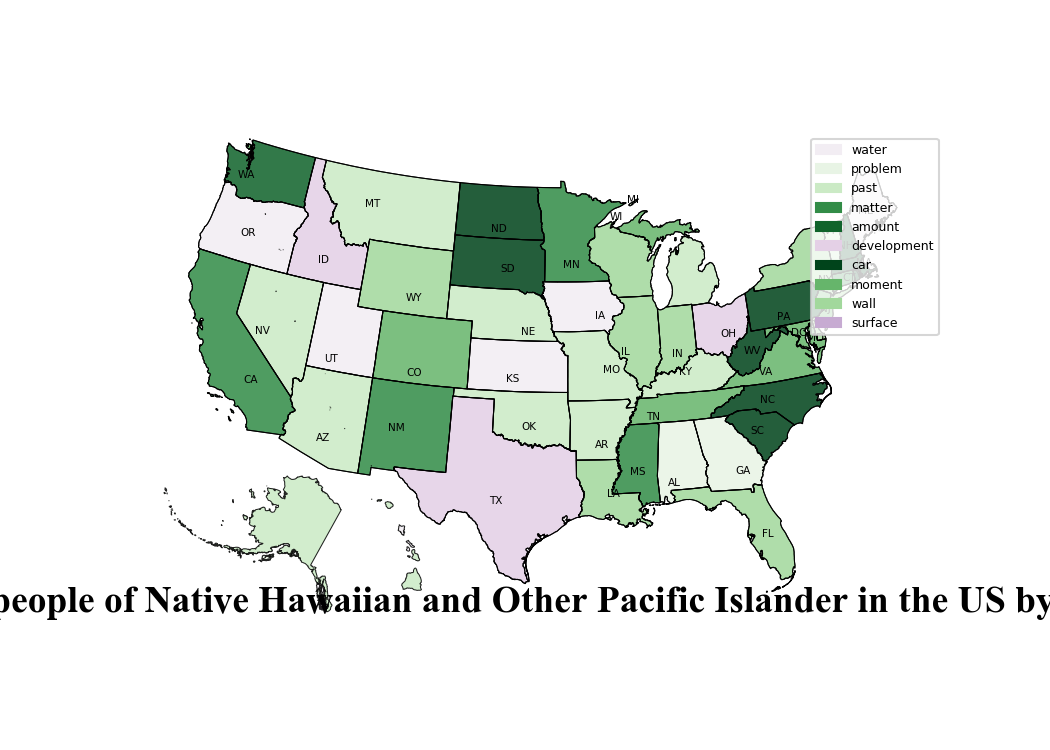 water
problem
past
matter
amount
development
car
moment
wall
surface
WA
MT
ND
MN
WI
MI
OR
ID
SD
WY
IA
NE
NV
UT
CO
KS
CA
AZ
NM
OK
TX
MO
AR
LA
IL
IN
OH
KY
TN
MS
AL
GA
FL
SC
NC
VA
WV
PA
DC
people of Native Hawaiian and Other Pacific Islander in the US by